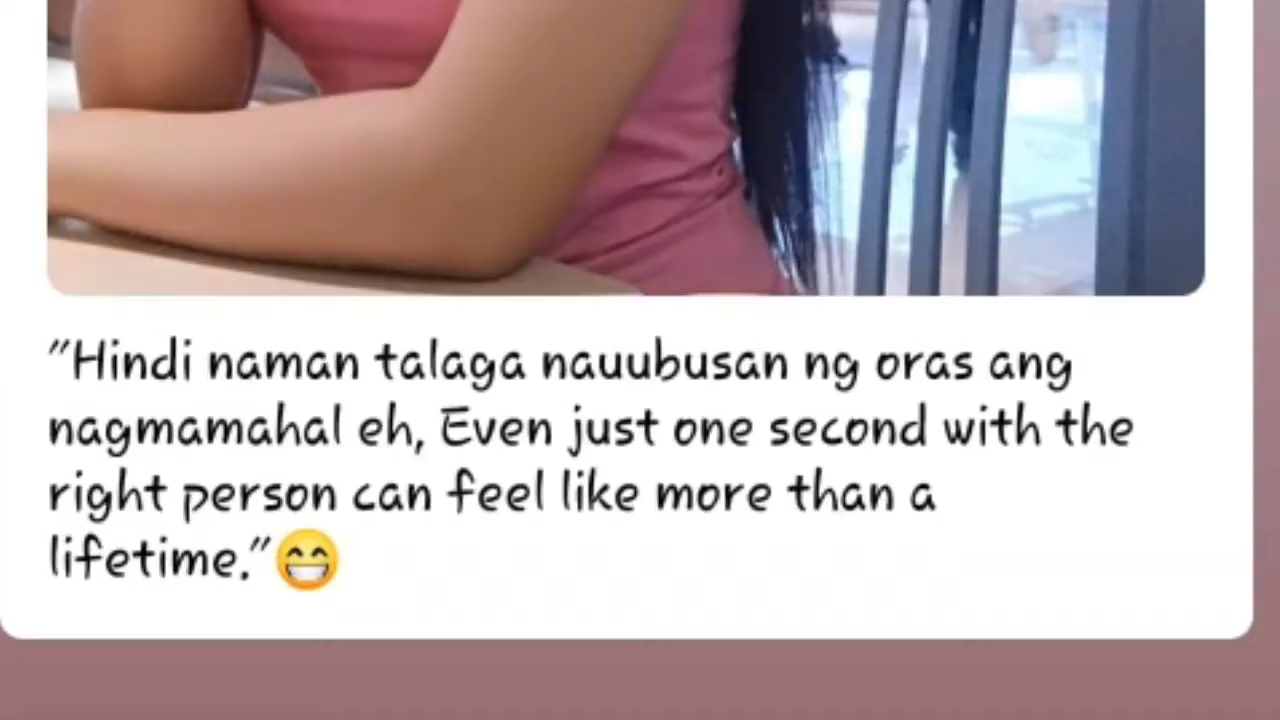 "Hindi naman talaga nauubusan ng oras ang
nagmamahal eh, Even just one second with the
right person can feel like more than a
lifetime."😁